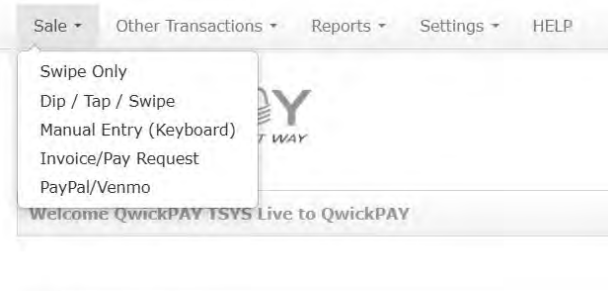 Sale Other Transactions Reports Settings HELP
Swipe Only
Dip / Tap / Swipe
Manual Entry (Keyboard)
Invoice/Pay Request
PayPal/Venmo
WAY
Welcome QwickPAY TSYS Live to QwickPAY